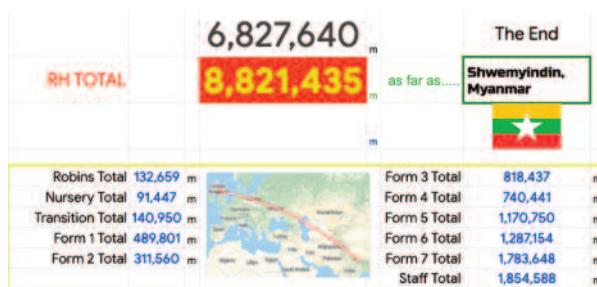 6,827,640 m The End
RH TOTAL 8,821,435 m as far as..... Shwemyindin,
Myanmar
m
Robins Total 132,659 m Form 3 Total 818,437
Nursery Total 91,447 m Form 4 Total 740,441
Transition Total 140,950 m Form 5 Total 1,170,750
Form 1 Total 489,801 m Form 6 Total 1,287,154
Form 2 Total 311,560 m Form 7 Total 1,783,648
Staff Total 1,854,588